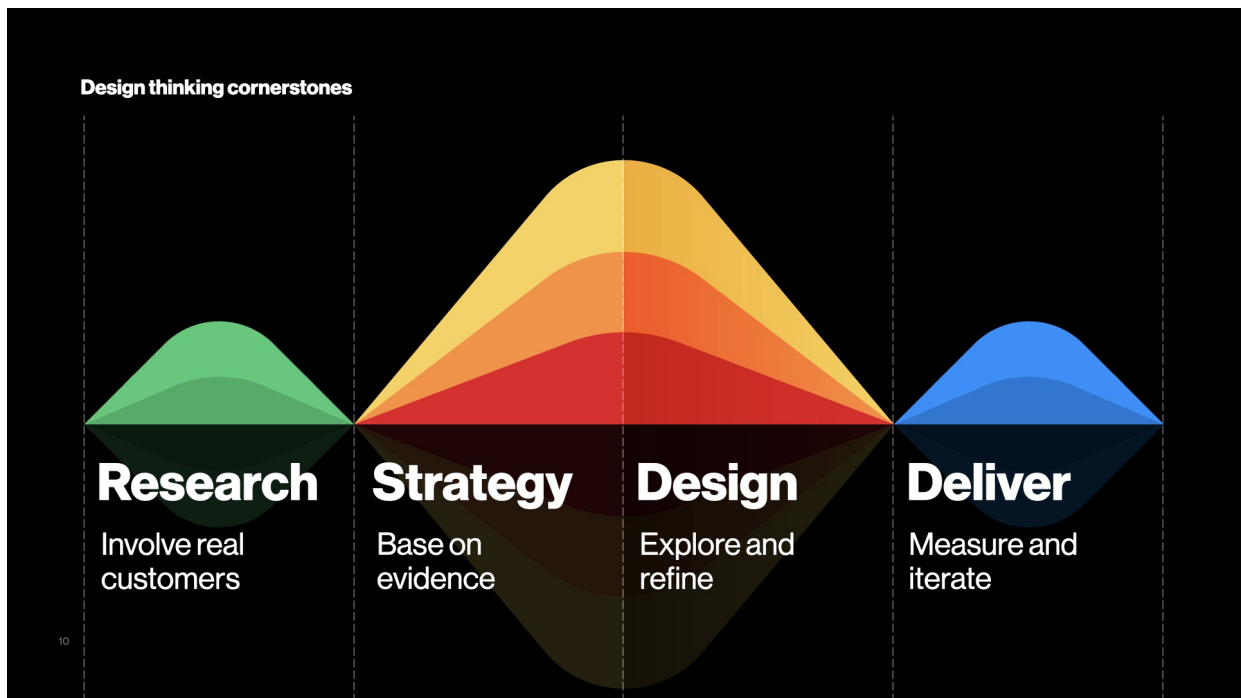 Design thinking cornerstones
Research
Involve real
customers
Strategy
Base on
evidence
Design
Explore and
refine
Deliver
Measure and
iterate
10